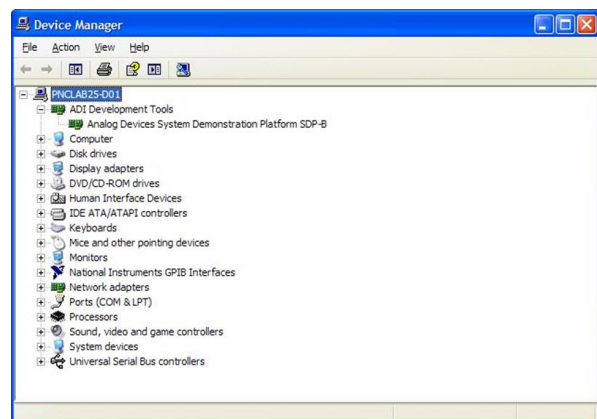 Device Manager
File Action View Help
PNCLAB25-D01
ADI Development Tools
Analog Devices System Demonstration Platform SDP-B
Computer
Disk drives
Display adapters
DVD/CD-ROM drives
Human Interface Devices
IDE ATA/ATAPI controllers
Keyboards
Mice and other pointing devices
Monitors
National Instruments GPIB Interfaces
Network adapters
Ports (COM & LPT)
Processors
Sound, video and game controllers
System devices
Universal Serial Bus controllers